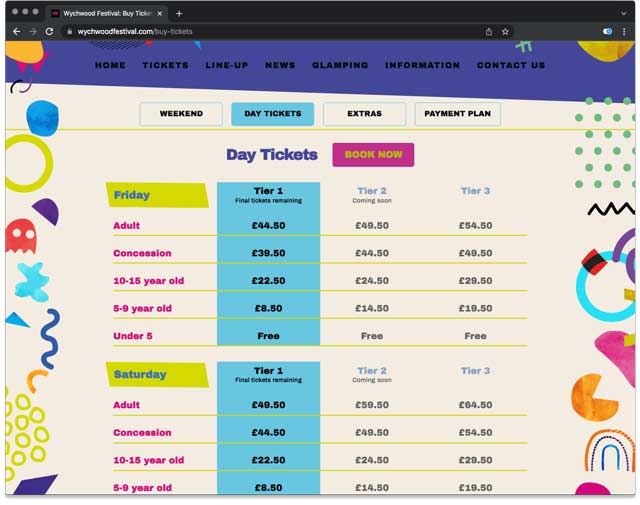 Wychwood Festival: Buy Ticket
wychwoodfestival.com/buy-tickets
HOME TICKETS LINE-UP NEWS GLAMPING INFORMATION CONTACT US
WEEKEND DAY TICKETS EXTRAS PAYMENT PLAN
Day Tickets BOOK NOW
Friday Tier 1 Tier 2 Tier 3
Final tickets remaining Coming soon
Adult £44.50 £49.50 £54.50
Concession £39.50 £44.50 £49.50
10-15 year old £22.50 £24.50 £29.50
5-9 year old £8.50 £14.50 £19.50
Under 5 Free Free Free
Saturday Tier 1 Tier 2 Tier 3
Final tickets remaining Coming soon
Adult £49.50 £59.50 £64.50
Concession £44.50 £49.50 £54.50
10-15 year old £22.50 £24.50 £29.50
5-9 year old £8.50 £14.50 £19.50